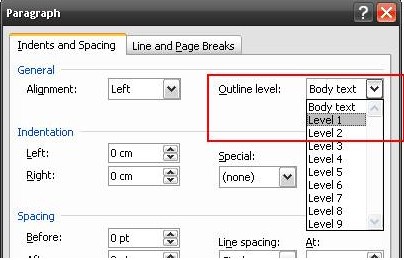 Paragraph
Indents and Spacing Line and Page Breaks
General
Alignment: Left Outline level: Body text
Body text
Level 1
Level 2
Level 3
Level 4
Level 5
Level 6
Level 7
Level 8
Level 9
Indentation
Left: 0 cm Special:
Right: 0 cm (none)
Spacing
Before: 0 pt Line spacing: At: